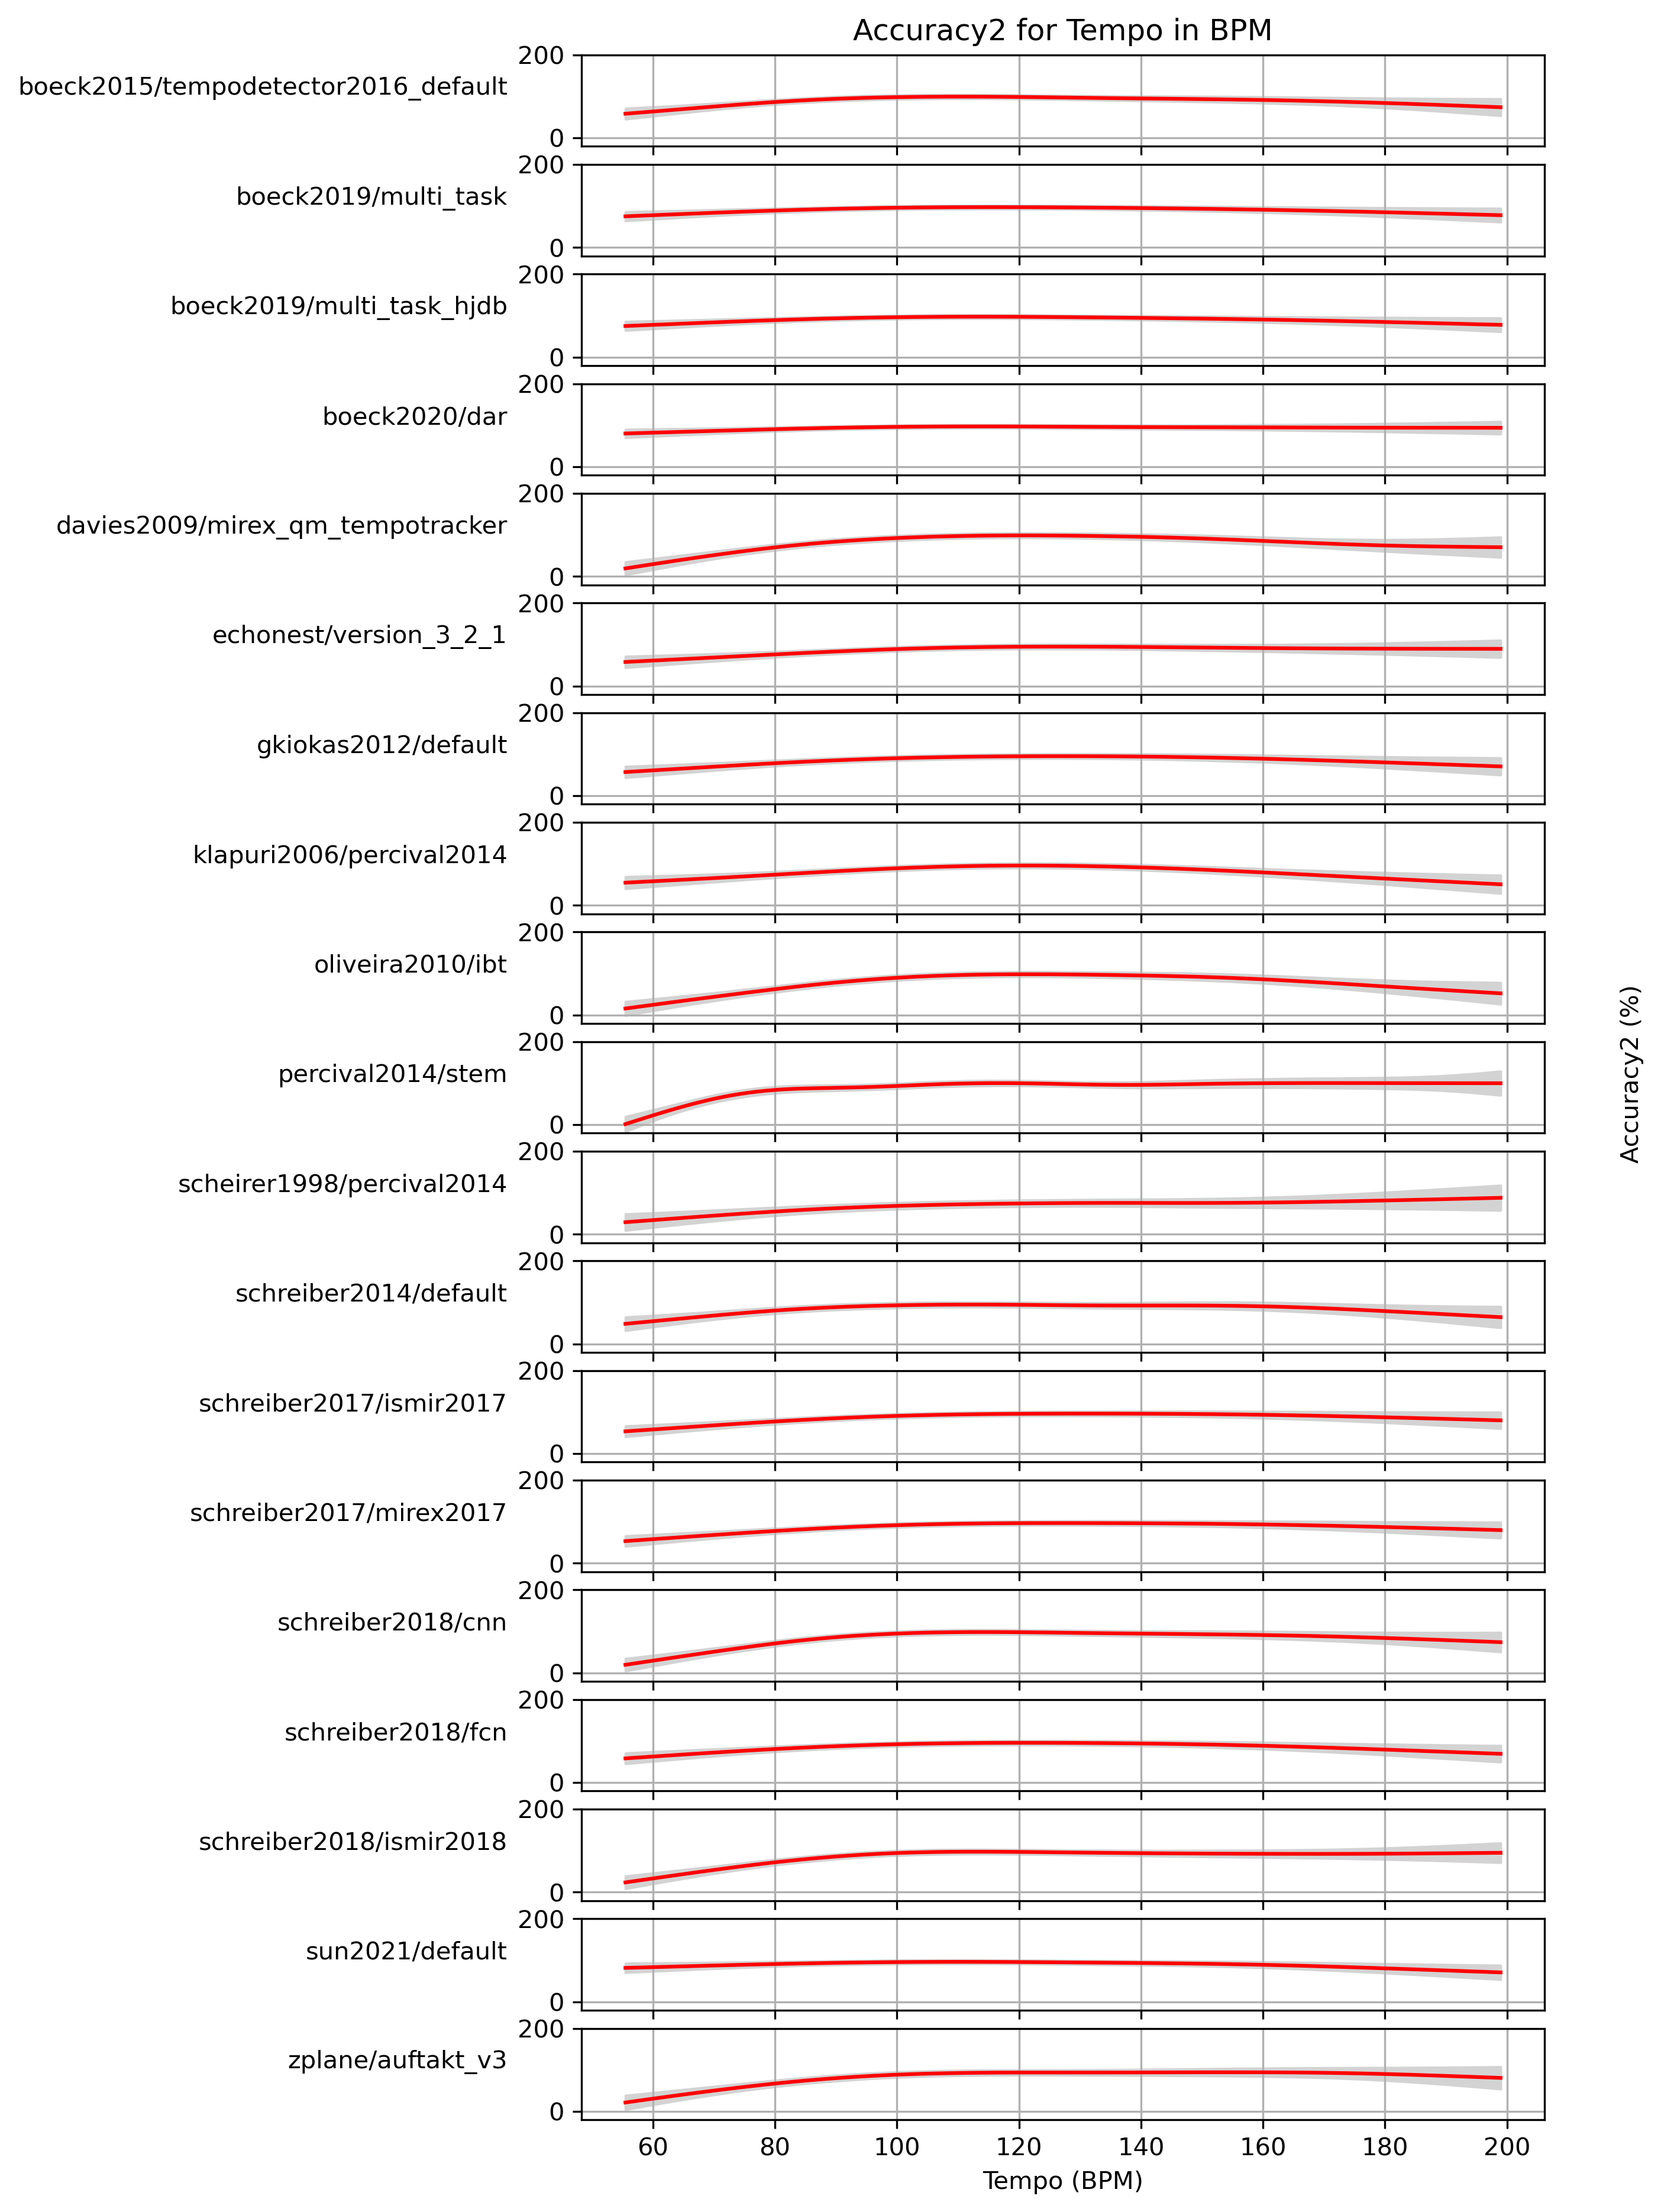 Accuracy2 for Tempo in BPM
200
boeck2015/tempodetector2016_default
0
200
boeck2019/multi_task
0
200
boeck2019/multi_task_hjdb
0
200
boeck2020/dar
0
200
davies2009/mirex_qm_tempotracker
0
200
echonest/version_3_2_1
0
200
gkiokas2012/default
0
200
klapuri2006/percival2014
0
200
oliveira2010/ibt
0
200
percival2014/stem
0
200
scheirer1998/percival2014
0
200
schreiber2014/default
0
200
schreiber2017/ismir2017
0
200
schreiber2017/mirex2017
0
200
schreiber2018/cnn
0
200
schreiber2018/fcn
0
200
schreiber2018/ismir2018
0
200
sun2021/default
0
200
zplane/auftakt_v3
0
60 80 100 120 140 160 180 200
Tempo (BPM)
Accuracy2 (%)